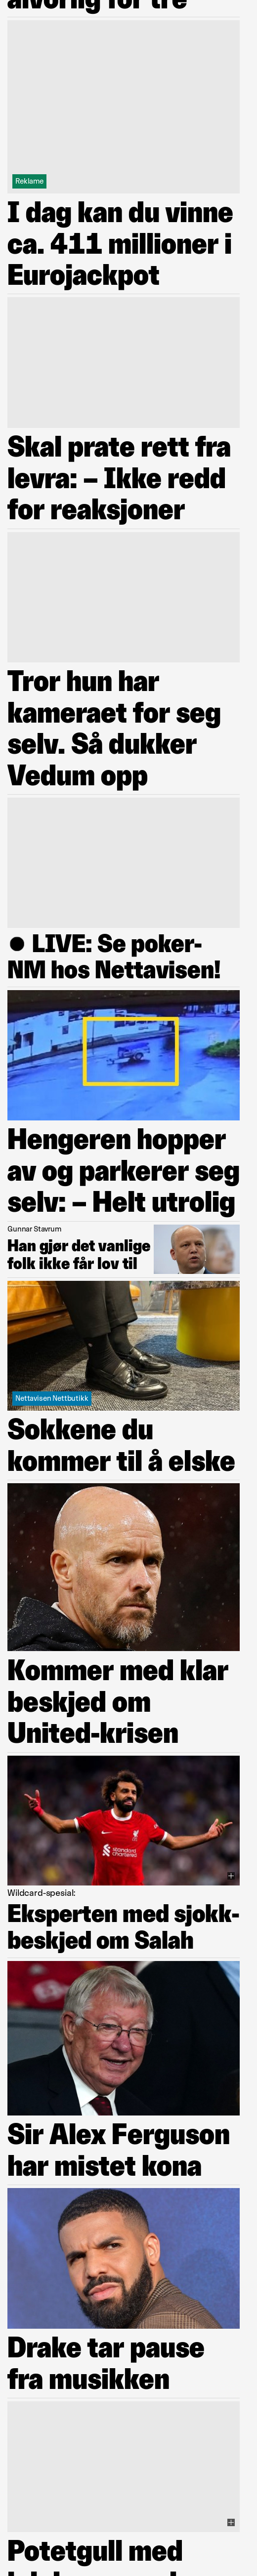 alvorlig for tre
Reklame
I dag kan du vinne
ca. 411 millioner i
Eurojackpot
Skal prate rett fra
levra: – Ikke redd
for reaksjoner
Tror hun har
kameraet for seg
selv. Så dukker
Vedum opp
● LIVE: Se poker-
NM hos Nettavisen!
Hengeren hopper
av og parkerer seg
selv: – Helt utrolig
Gunnar Stavrum
Han gjør det vanlige
folk ikke får lov til
Nettavisen Nettbutikk
Sokkene du
kommer til å elske
Kommer med klar
beskjed om
United-krisen
standard
chartered
Wildcard-spesial:
Eksperten med sjokk-
beskjed om Salah
Sir Alex Ferguson
har mistet kona
Drake tar pause
fra musikken
Potetgull med